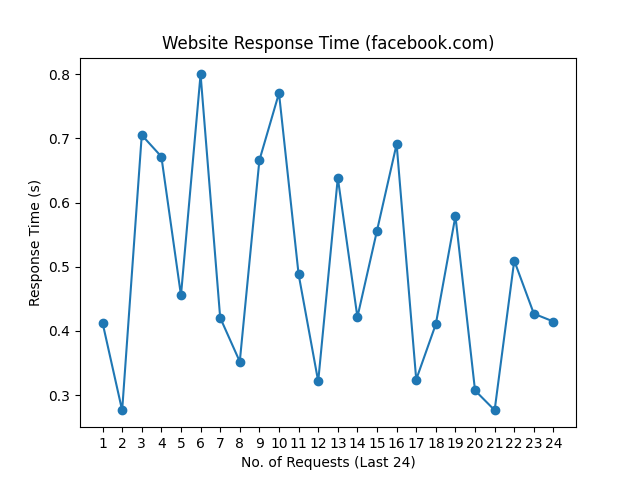 Website Response Time (facebook.com)
Response Time (s)
0.8
0.7
0.6
0.5
0.4
0.3
1 2 3 4 5 6 7 8 9 10 11 12 13 14 15 16 17 18 19 20 21 22 23 24
No. of Requests (Last 24)